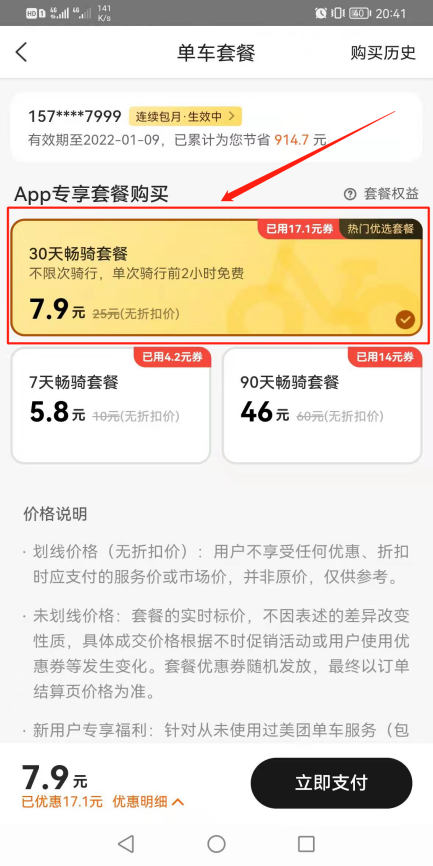 HD 1 4G 4G 141 K/s 40 20:41
单车套餐 购买历史
157****7999 连续包月·生效中 >
有效期至2022-01-09，已累计为您节省 914.7 元
App专享套餐购买 ? 套餐权益
已用17.1元券 热门优选套餐
30天畅骑套餐
不限次骑行，单次骑行前2小时免费
7.9元 25元(无折扣价)
已用4.2元券
7天畅骑套餐
5.8元 10元(无折扣价)
已用14元券
90天畅骑套餐
46元 60元(无折扣价)
价格说明
· 划线价格（无折扣价）：用户不享受任何优惠、折扣
时应支付的服务价或市场价，并非原价，仅供参考。
· 未划线价格：套餐的实时标价，不因表述的差异改变
性质，具体成交价格根据不时促销活动或用户使用优
惠券等发生变化。套餐优惠券随机发放，最终以订单
结算页价格为准。
· 新用户专享福利：针对从未使用过美团单车服务（包
7.9元
已优惠17.1元 优惠明细
立即支付